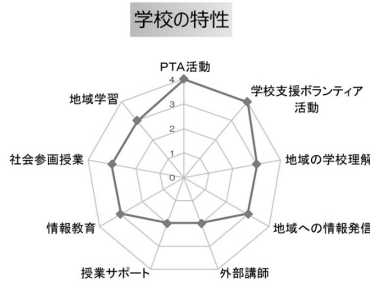 学校の特性
PTA活動
学校支援ボランティア
活動
地域の学校理解
地域への情報発信
外部講師
授業サポート
情報教育
社会参画授業
地域学習
4
3
2
1
0